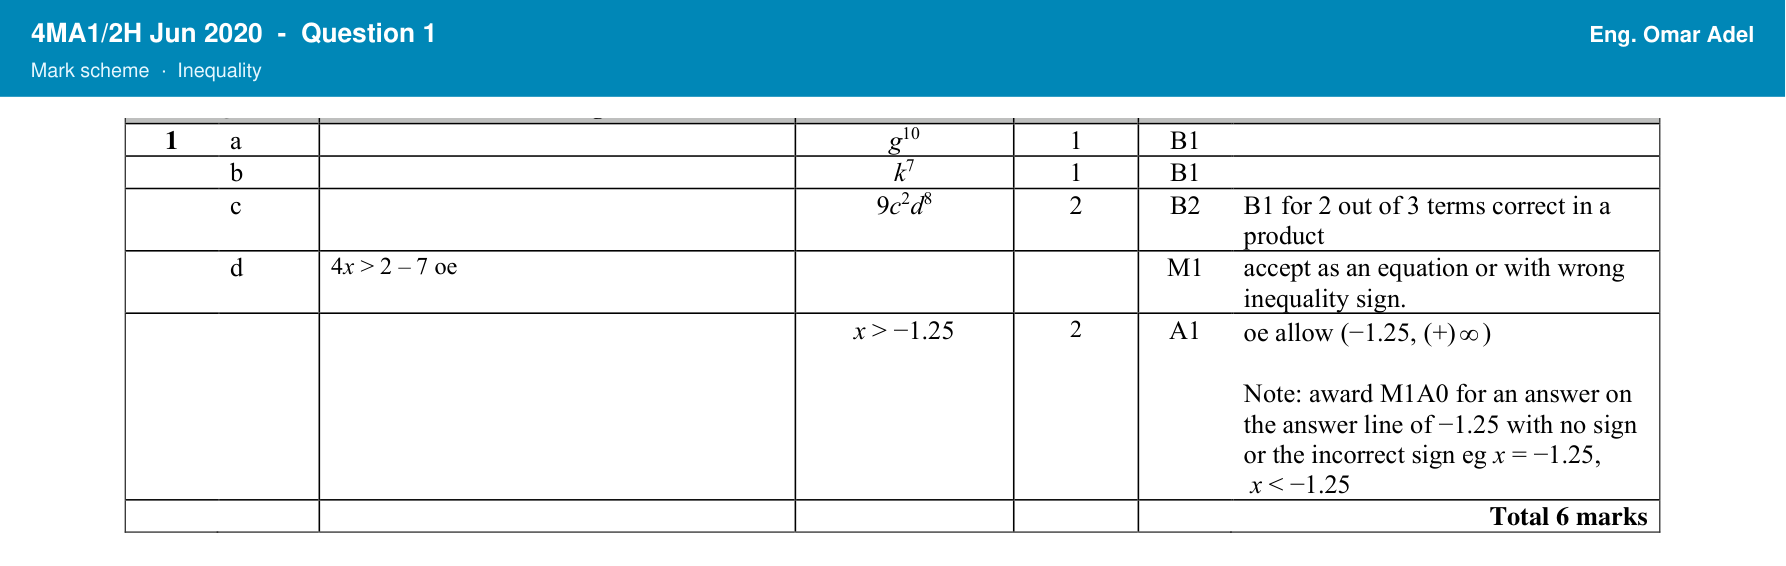 4MA1/2H Jun 2020 - Question 1
Eng. Omar Adel
Mark scheme · Inequality
1 a g¹⁰ 1 B1
b k⁷ 1 B1
c 9c²d⁸ 2 B2 B1 for 2 out of 3 terms correct in a
product
d 4x > 2 – 7 oe M1 accept as an equation or with wrong
inequality sign.
x > −1.25 2 A1 oe allow (−1.25, (+)∞)
Note: award M1A0 for an answer on
the answer line of −1.25 with no sign
or the incorrect sign eg x = −1.25,
x < −1.25
Total 6 marks